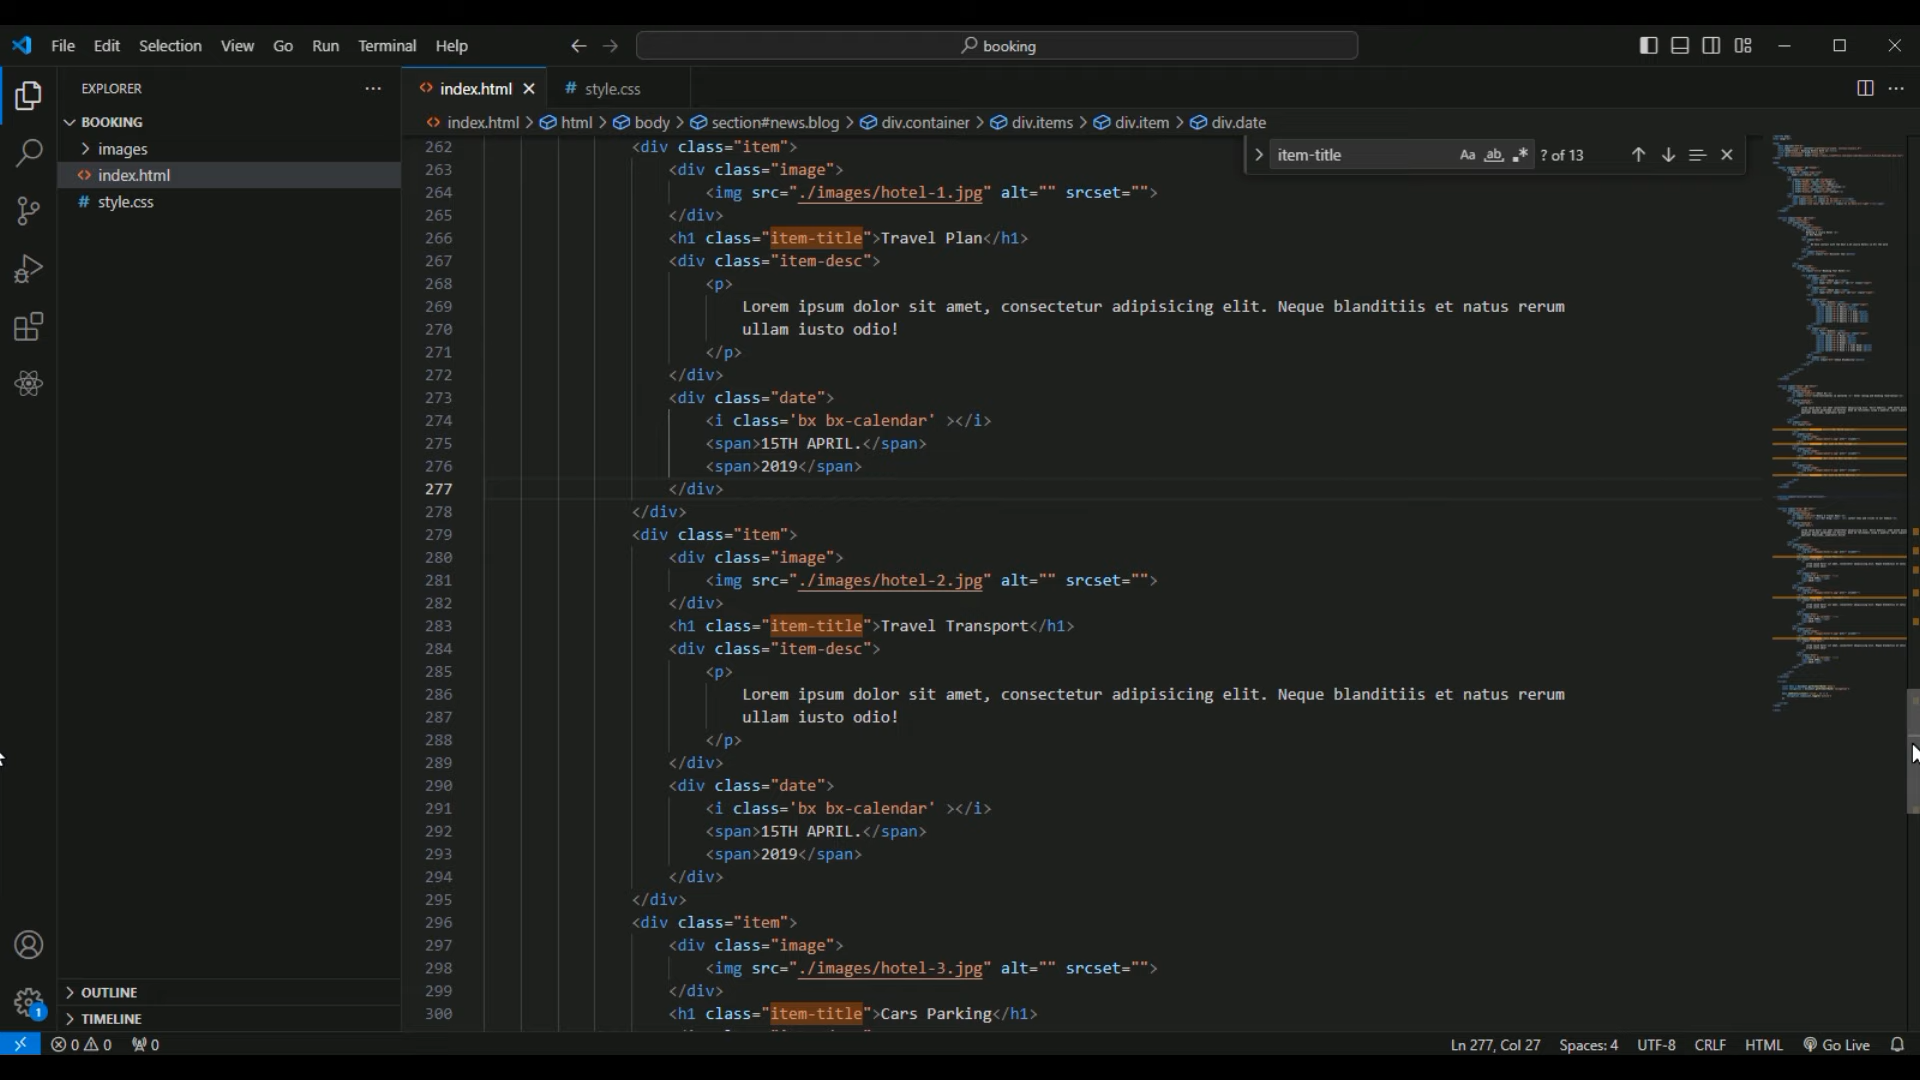 File Edit Selection View Go Run Terminal Help booking
EXPLORER
BOOKING
images
index.html
style.css
OUTLINE
TIMELINE
index.html # style.css
index.html > html > body > section#news.blog > div.container > div.items > div.item > div.date
item-title Aa ab ? of 13
262 <div class="item">
263 <div class="image">
264 <img src="./images/hotel-1.jpg" alt="" srcset="">
265 </div>
266 <h1 class="item-title">Travel Plan</h1>
267 <div class="item-desc">
268 <p>
269 Lorem ipsum dolor sit amet, consectetur adipisicing elit. Neque blanditiis et natus rerum
270 ullam iusto odio!
271 </p>
272 </div>
273 <div class="date">
274 <i class='bx bx-calendar' ></i>
275 <span>15TH APRIL.</span>
276 <span>2019</span>
277 </div>
278 </div>
279 <div class="item">
280 <div class="image">
281 <img src="./images/hotel-2.jpg" alt="" srcset="">
282 </div>
283 <h1 class="item-title">Travel Transport</h1>
284 <div class="item-desc">
285 <p>
286 Lorem ipsum dolor sit amet, consectetur adipisicing elit. Neque blanditiis et natus rerum
287 ullam iusto odio!
288 </p>
289 </div>
290 <div class="date">
291 <i class='bx bx-calendar' ></i>
292 <span>15TH APRIL.</span>
293 <span>2019</span>
294 </div>
295 </div>
296 <div class="item">
297 <div class="image">
298 <img src="./images/hotel-3.jpg" alt="" srcset="">
299 </div>
300 <h1 class="item-title">Cars Parking</h1>
1
0 0 0 Ln 277, Col 27 Spaces: 4 UTF-8 CRLF HTML Go Live